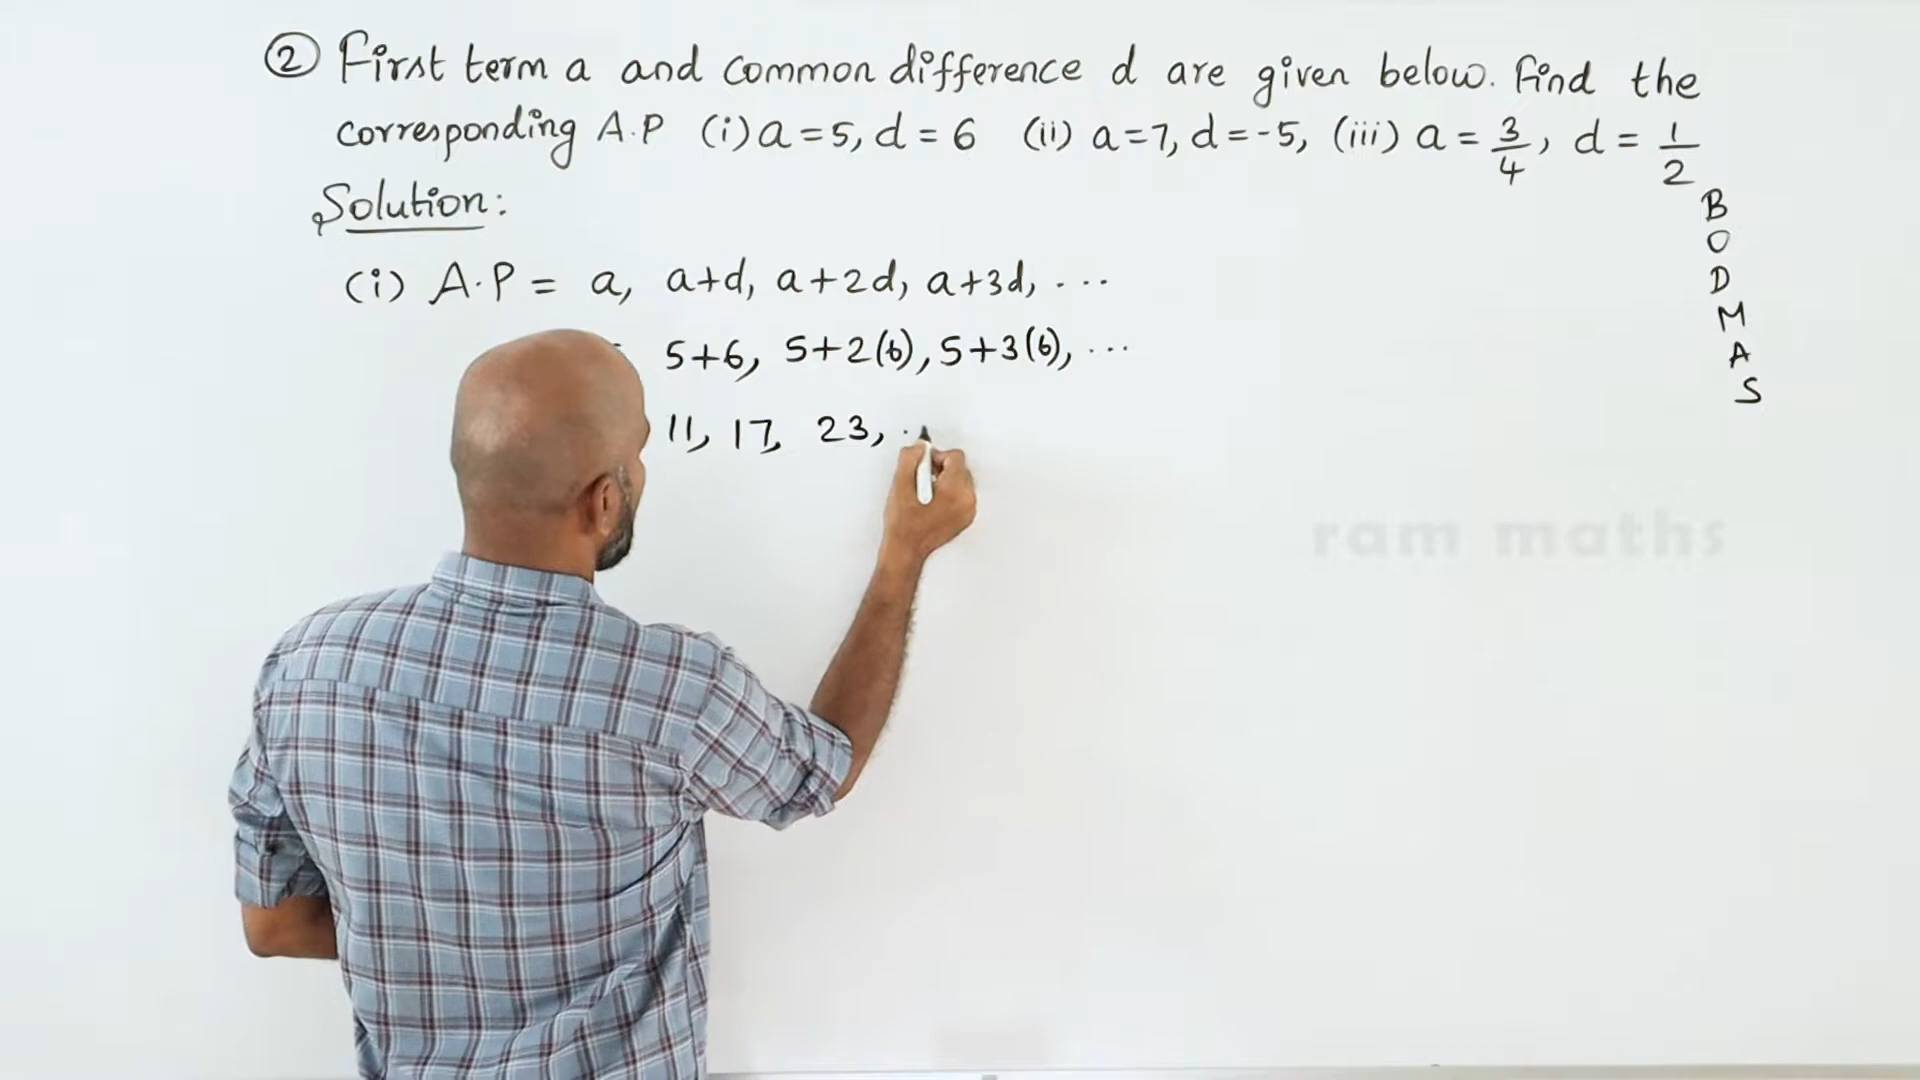 ② First term a and common difference d are given below. Find the
corresponding A.P (i) a = 5, d = 6 (ii) a = 7, d = -5, (iii) a = 3/4, d = 1/2
Solution:
(i) A.P = a, a+d, a+2d, a+3d, ...
5+6, 5+2(6), 5+3(6), ...
11, 17, 23,
B
O
D
M
A
S
ram maths